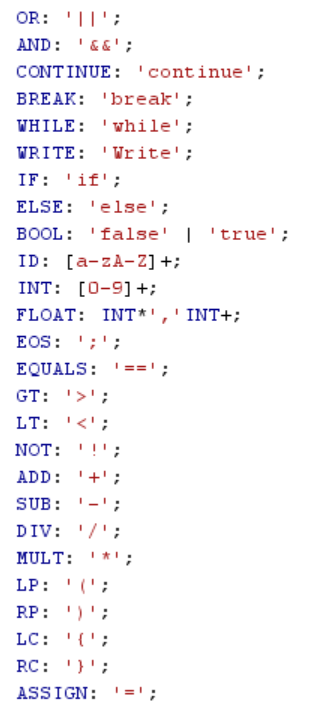 OR: '||';
AND: '&&';
CONTINUE: 'continue';
BREAK: 'break';
WHILE: 'while';
WRITE: 'Write';
IF: 'if';
ELSE: 'else';
BOOL: 'false' | 'true';
ID: [a-zA-Z]+;
INT: [0-9]+;
FLOAT: INT*','INT+;
EOS: ';';
EQUALS: '==';
GT: '>';
LT: '<';
NOT: '!';
ADD: '+';
SUB: '-';
DIV: '/';
MULT: '*';
LP: '(';
RP: ')';
LC: '{';
RC: '}';
ASSIGN: '=';